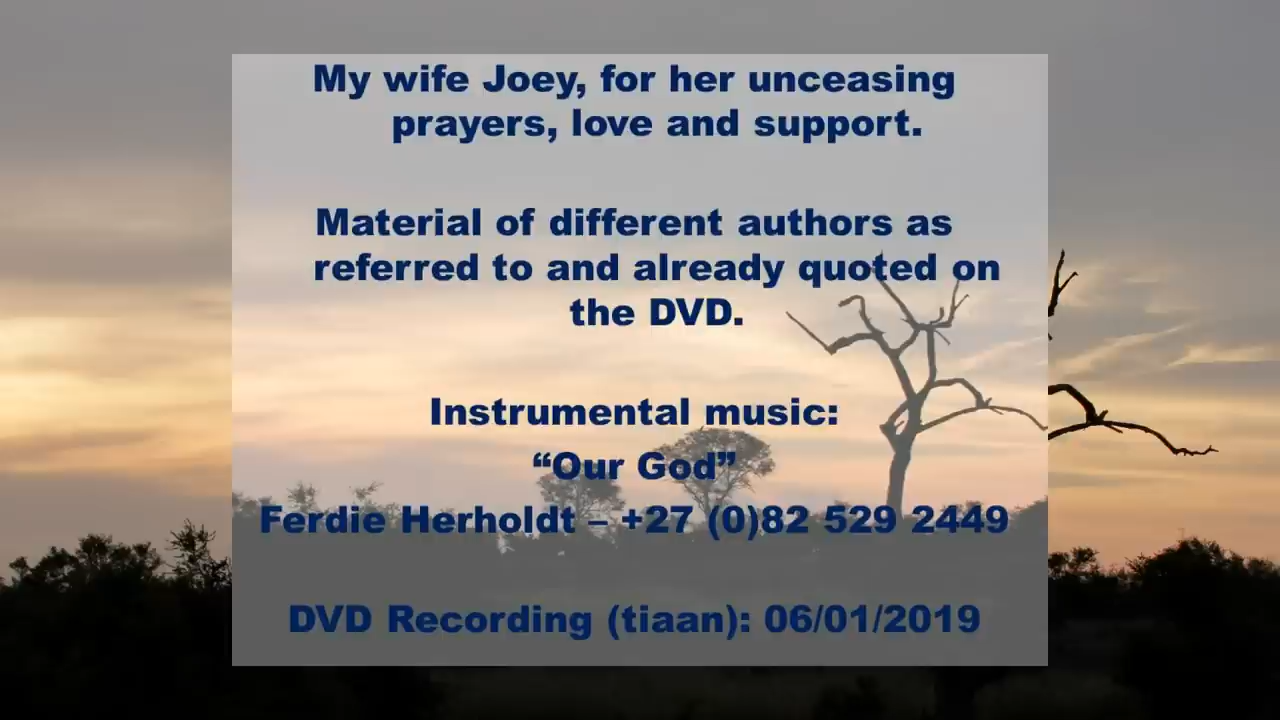 My wife Joey, for her unceasing
prayers, love and support.
Material of different authors as
referred to and already quoted on
the DVD.
Instrumental music:
“Our God”
Ferdie Herholdt – +27 (0)82 529 2449
DVD Recording (tiaan): 06/01/2019